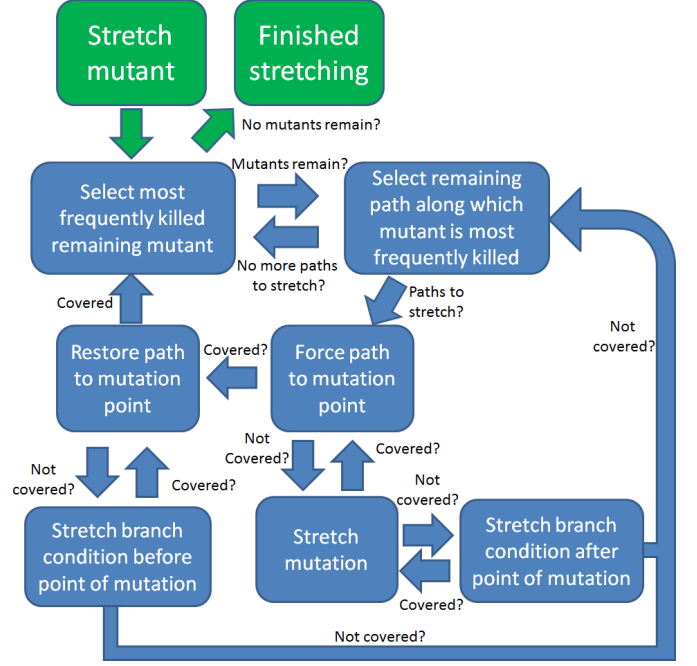 Stretch
mutant
Finished
stretching
No mutants remain?
Select most
frequently killed
remaining mutant
Mutants remain?
No more paths
to stretch?
Select remaining
path along which
mutant is most
frequently killed
Covered
Paths to
stretch?
Not
covered?
Restore path
to mutation
point
Covered?
Force path
to mutation
point
Not
covered?
Covered?
Not
Covered?
Covered?
Not
covered?
Stretch branch
condition before
point of mutation
Stretch
mutation
Stretch branch
condition after
point of mutation
Covered?
Not covered?